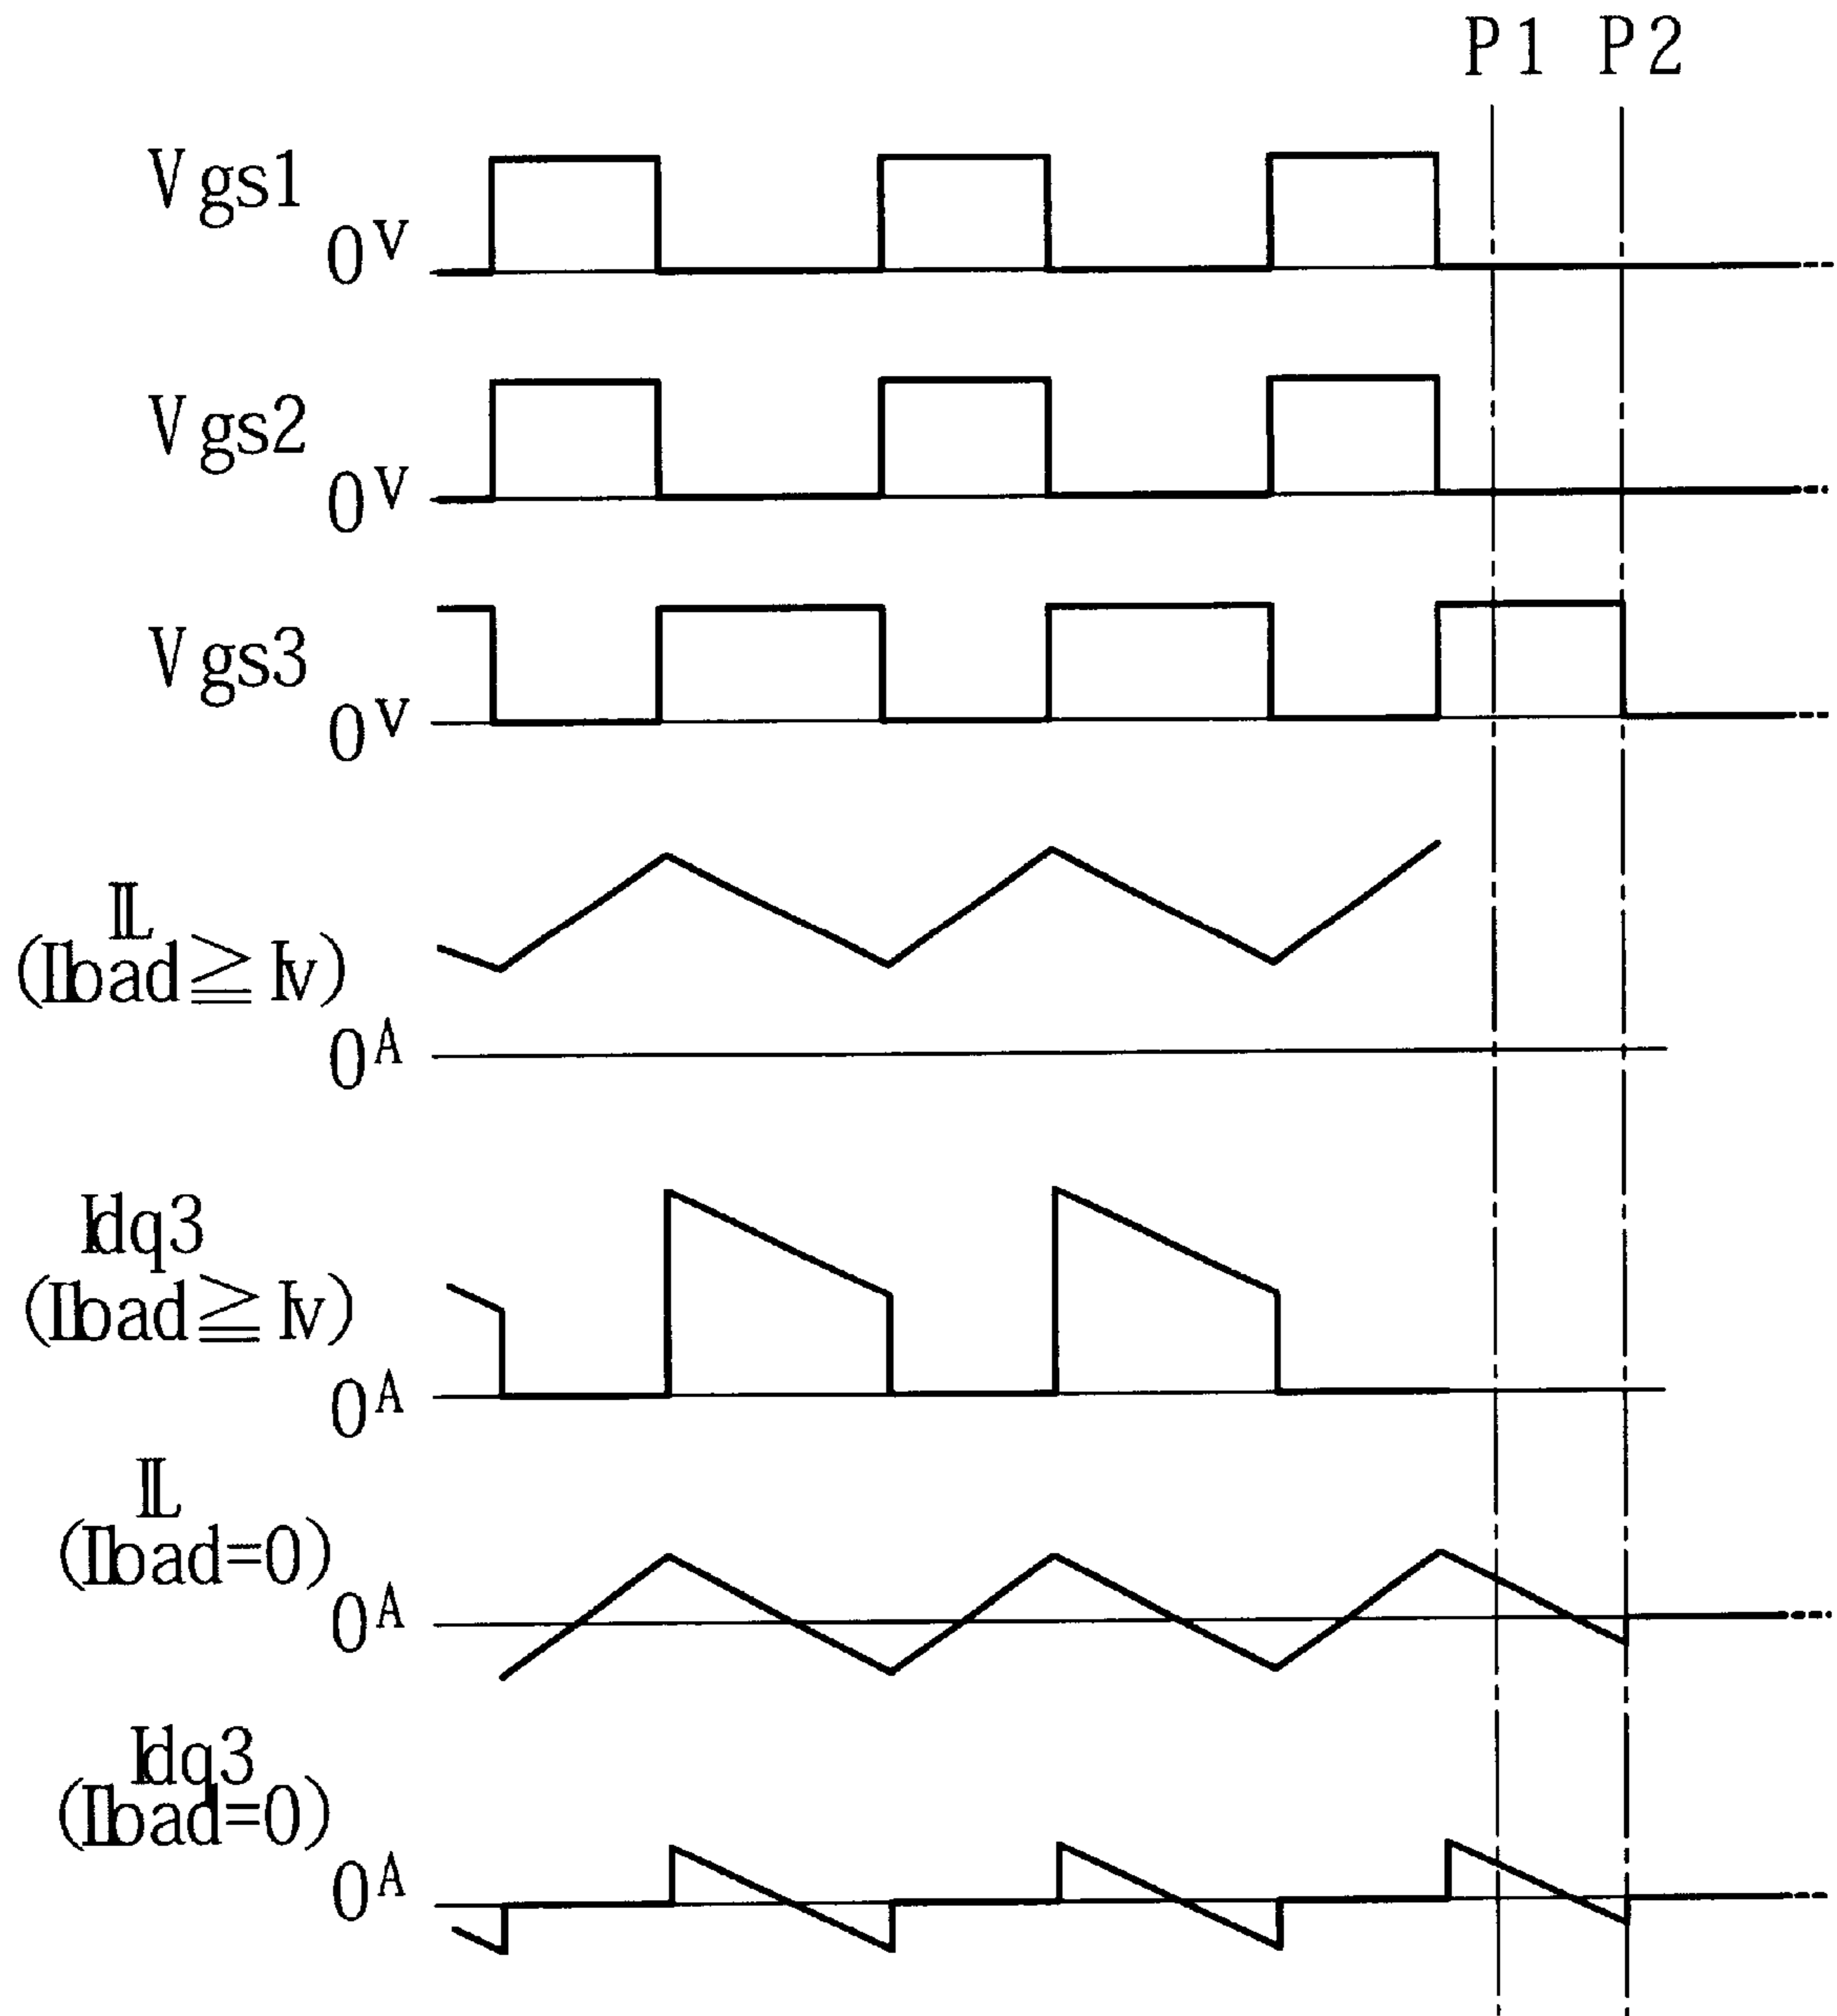 P1 P2
Vgs1
0V
Vgs2
0V
Vgs3
0V
IL
(Iload≧Iv)
0A
Idq3
(Iload≧Iv)
0A
IL
(Iload=0)
0A
Idq3
(Iload=0)
0A